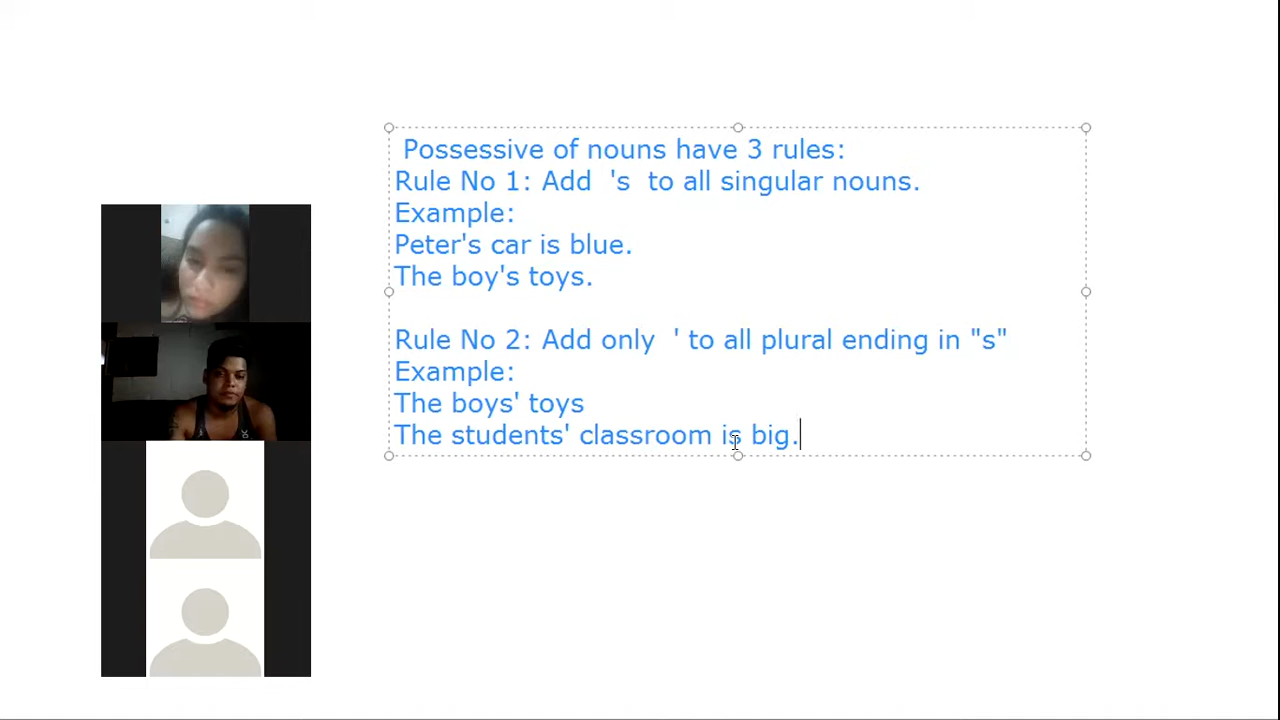 Possessive of nouns have 3 rules:
Rule No 1: Add 's to all singular nouns.
Example:
Peter's car is blue.
The boy's toys.
Rule No 2: Add only ' to all plural ending in "s"
Example:
The boys' toys
The students' classroom is big.